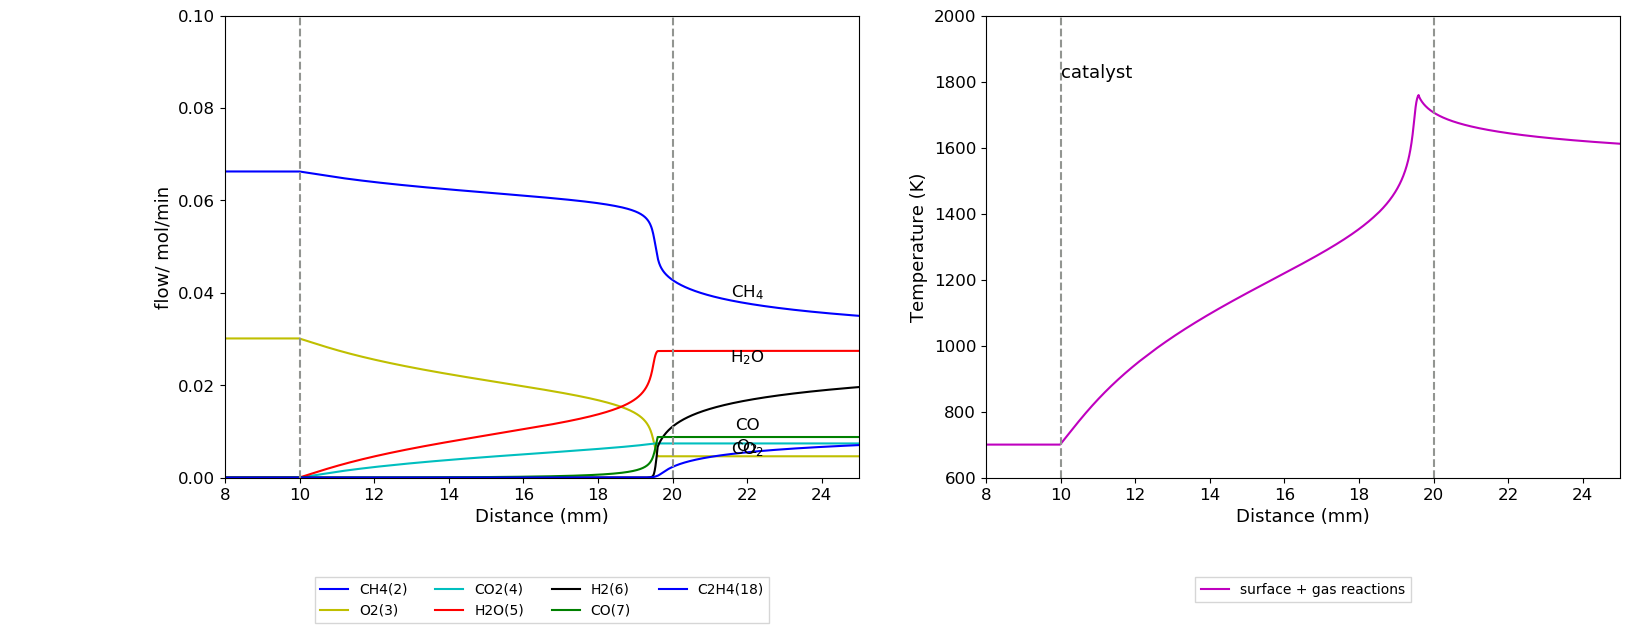 0.10
0.08
0.06
0.04
0.02
0.00
flow/ mol/min
CH₄
H₂O
CO
O₂
CO₂
8 10 12 14 16 18 20 22 24
Distance (mm)
CH4(2) CO2(4) H2(6) C2H4(18)
O2(3) H2O(5) CO(7)
2000
1800
1600
1400
1200
1000
800
600
Temperature (K)
catalyst
8 10 12 14 16 18 20 22 24
Distance (mm)
surface + gas reactions